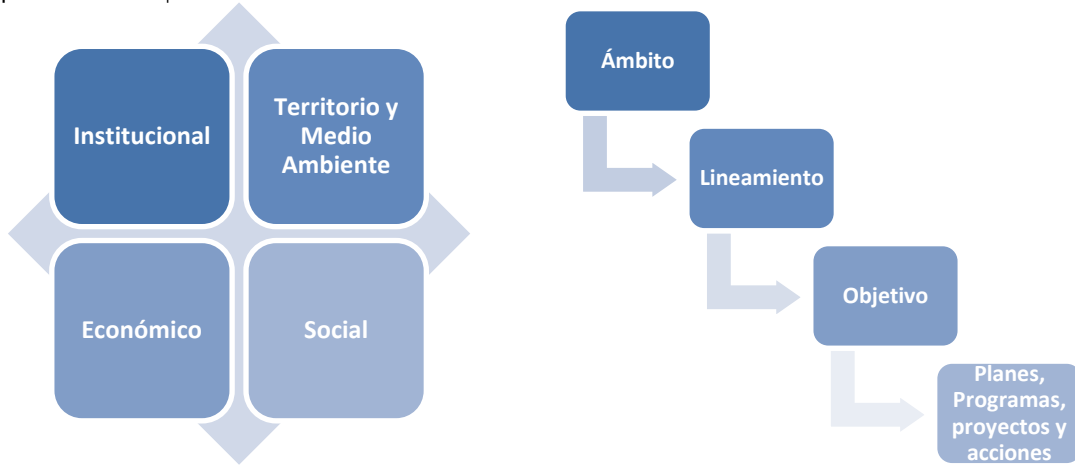 Institucional
Territorio y
Medio
Ambiente
Económico
Social
Ámbito
Lineamiento
Objetivo
Planes,
Programas,
proyectos y
acciones